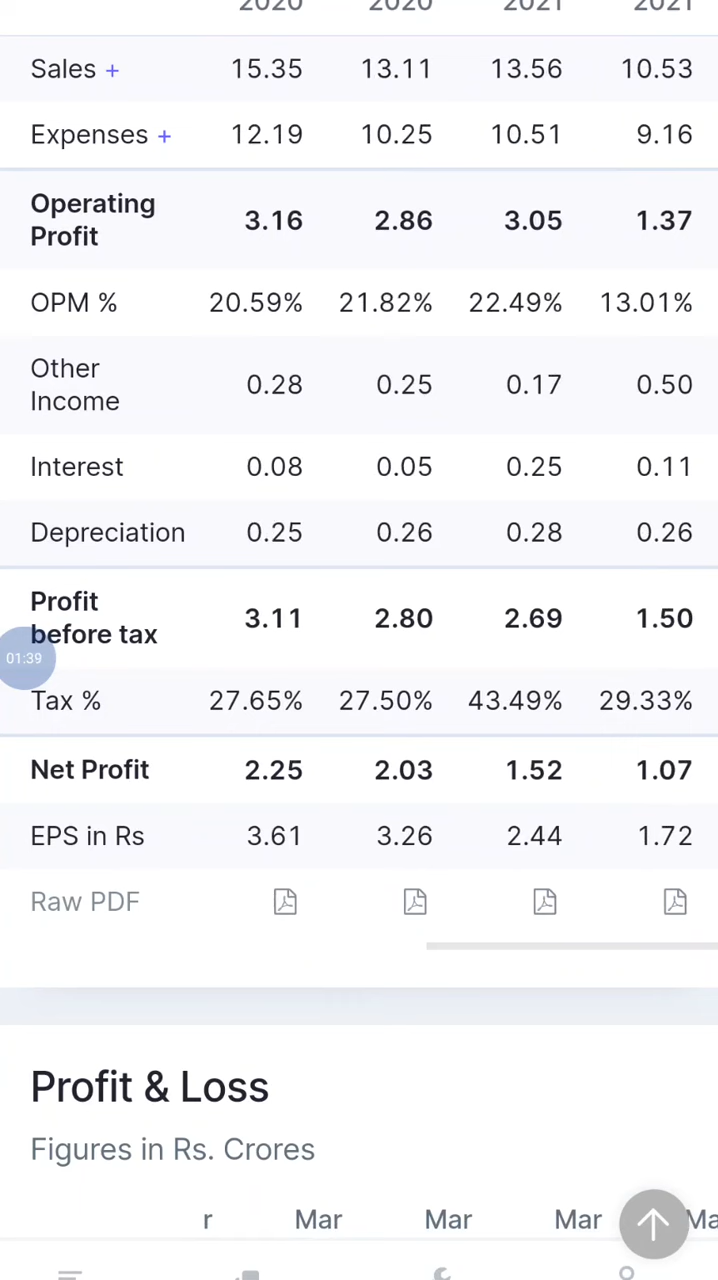 2020 2020 2021 2021
Sales + 15.35 13.11 13.56 10.53
Expenses + 12.19 10.25 10.51 9.16
Operating
Profit 3.16 2.86 3.05 1.37
OPM % 20.59% 21.82% 22.49% 13.01%
Other
Income 0.28 0.25 0.17 0.50
Interest 0.08 0.05 0.25 0.11
Depreciation 0.25 0.26 0.28 0.26
Profit
before tax 3.11 2.80 2.69 1.50
01:39
Tax % 27.65% 27.50% 43.49% 29.33%
Net Profit 2.25 2.03 1.52 1.07
EPS in Rs 3.61 3.26 2.44 1.72
Raw PDF
Profit & Loss
Figures in Rs. Crores
r Mar Mar Mar Ma